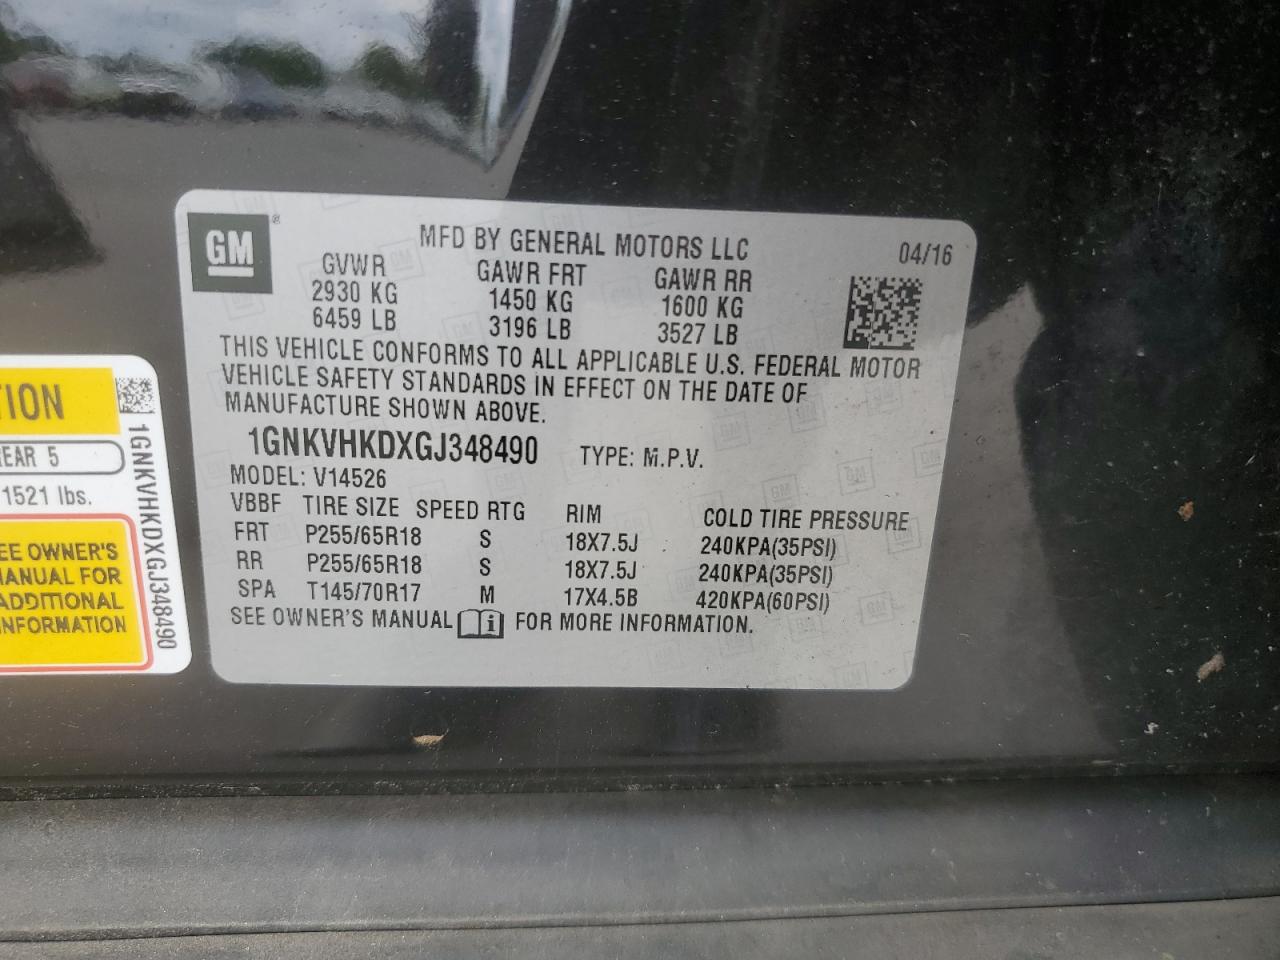 GM ®
MFD BY GENERAL MOTORS LLC 04/16
GVWR GAWR FRT GAWR RR
2930 KG 1450 KG 1600 KG
6459 LB 3196 LB 3527 LB
THIS VEHICLE CONFORMS TO ALL APPLICABLE U.S. FEDERAL MOTOR
VEHICLE SAFETY STANDARDS IN EFFECT ON THE DATE OF
MANUFACTURE SHOWN ABOVE.
1GNKVHKDXGJ348490 TYPE: M.P.V.
MODEL: V14526
VBBF TIRE SIZE SPEED RTG RIM COLD TIRE PRESSURE
FRT P255/65R18 S 18X7.5J 240KPA(35PSI)
RR P255/65R18 S 18X7.5J 240KPA(35PSI)
SPA T145/70R17 M 17X4.5B 420KPA(60PSI)
SEE OWNER'S MANUAL i FOR MORE INFORMATION.
TION
EAR 5
1521 lbs.
EE OWNER'S
MANUAL FOR
ADDITIONAL
NFORMATION
1GNKVHKDXGJ348490